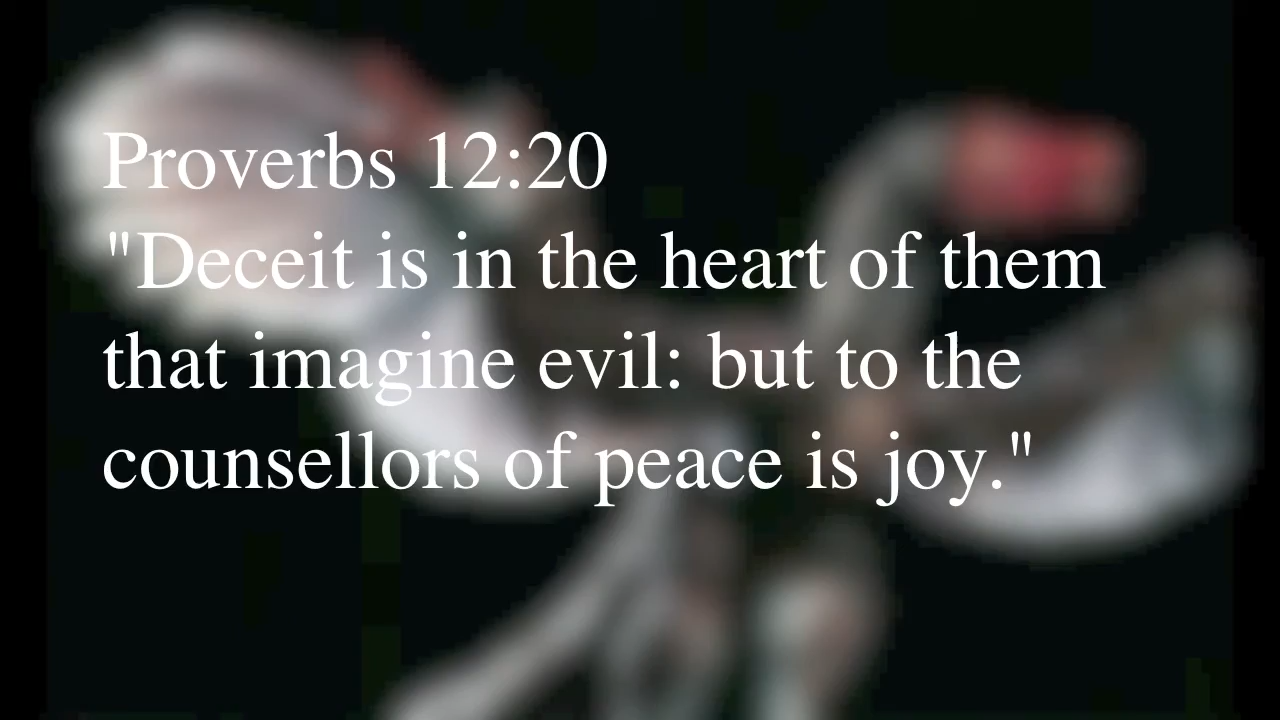 Proverbs 12:20
"Deceit is in the heart of them
that imagine evil: but to the
counsellors of peace is joy."